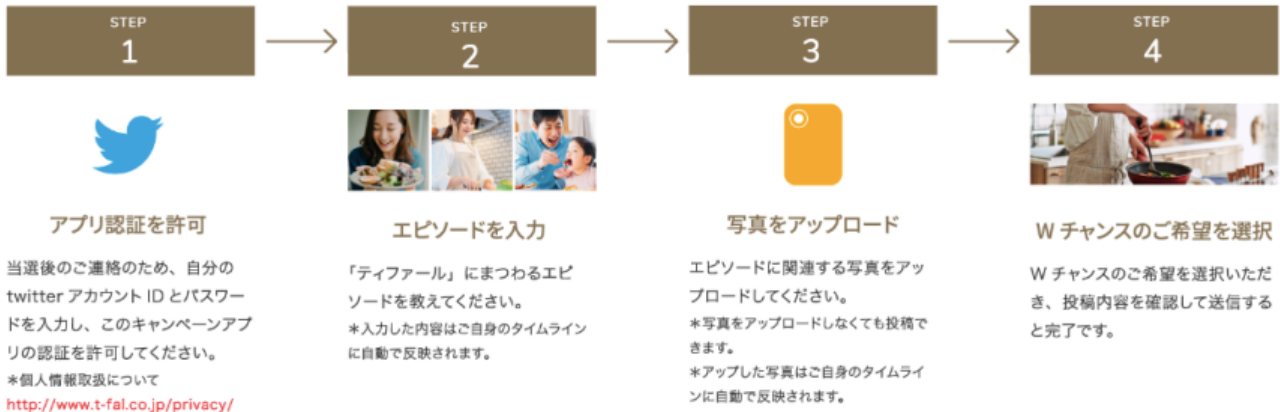 STEP
1
アプリ認証を許可
当選後のご連絡のため、自分の
twitter アカウント ID とパスワー
ドを入力し、このキャンペーンアプ
リの認証を許可してください。
*個人情報取扱について
http://www.t-fal.co.jp/privacy/
STEP
2
エピソードを入力
「ティファール」にまつわるエピ
ソードを教えてください。
*入力した内容はご自身のタイムライン
に自動で反映されます。
STEP
3
写真をアップロード
エピソードに関連する写真をアッ
プロードしてください。
*写真をアップロードしなくても投稿で
きます。
*アップした写真はご自身のタイムライ
ンに自動で反映されます。
STEP
4
W チャンスのご希望を選択
W チャンスのご希望を選択いただ
き、投稿内容を確認して送信する
と完了です。